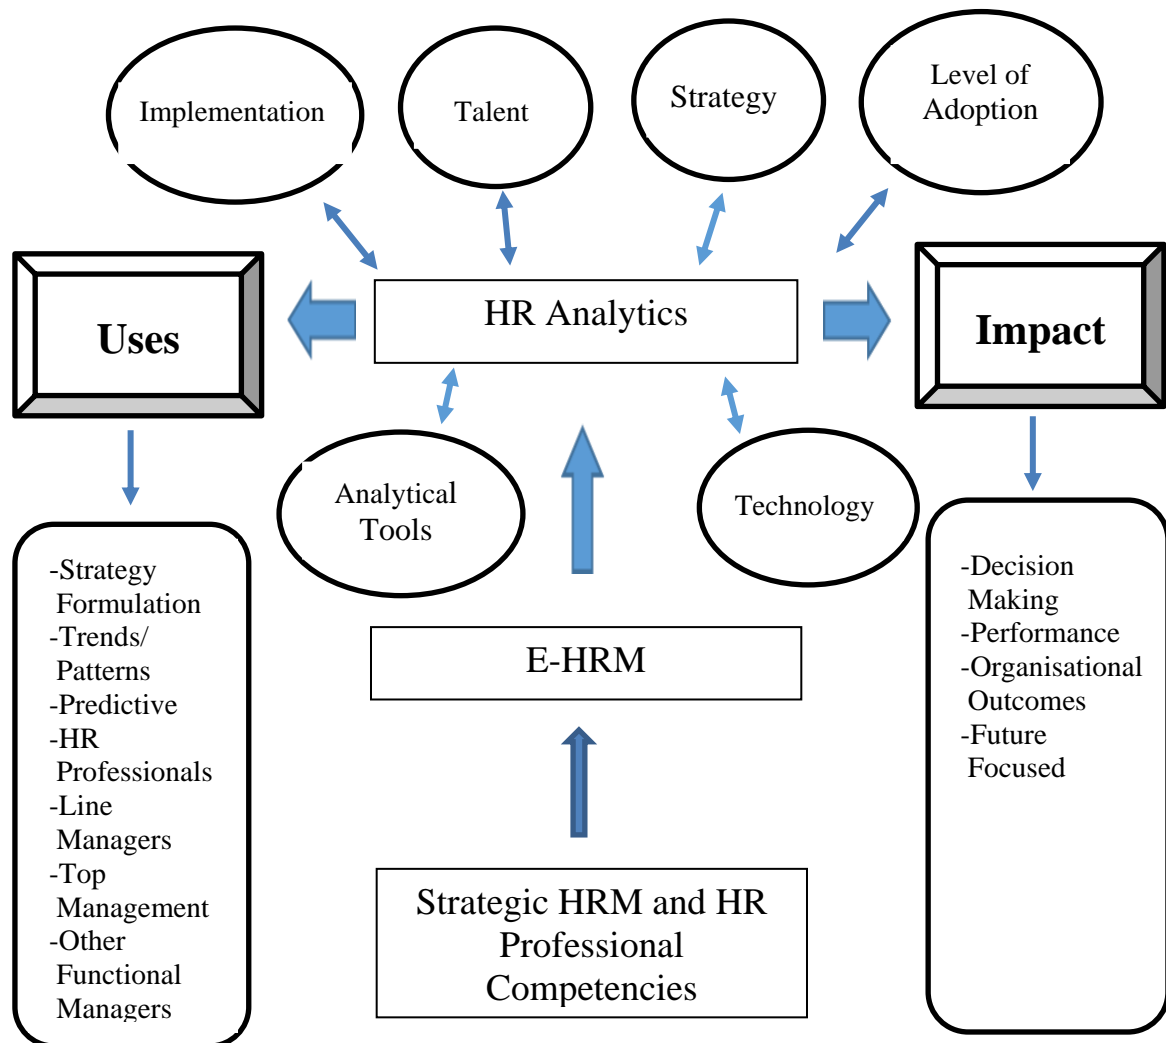 Implementation
Talent
Strategy
Level of
Adoption
Uses
HR Analytics
Impact
Analytical
Tools
Technology
-Strategy
Formulation
-Trends/
Patterns
-Predictive
-HR
Professionals
-Line
Managers
-Top
Management
-Other
Functional
Managers
E-HRM
Strategic HRM and HR
Professional
Competencies
-Decision
Making
-Performance
-Organisational
Outcomes
-Future
Focused